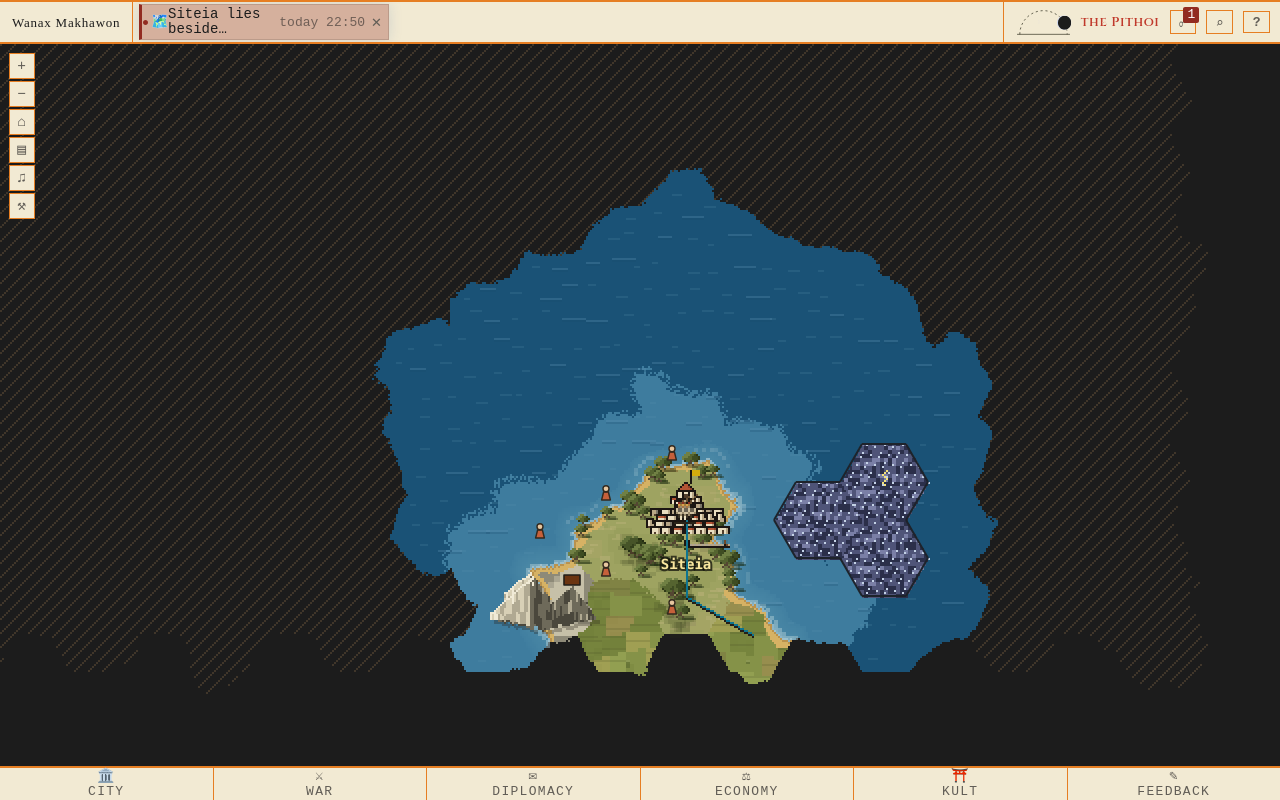 Wanax Makhawon
Siteia lies beside…
today 22:50 ✕
THE PITHOI
1
?
+
−
Siteia
CITY
WAR
DIPLOMACY
ECONOMY
KULT
FEEDBACK